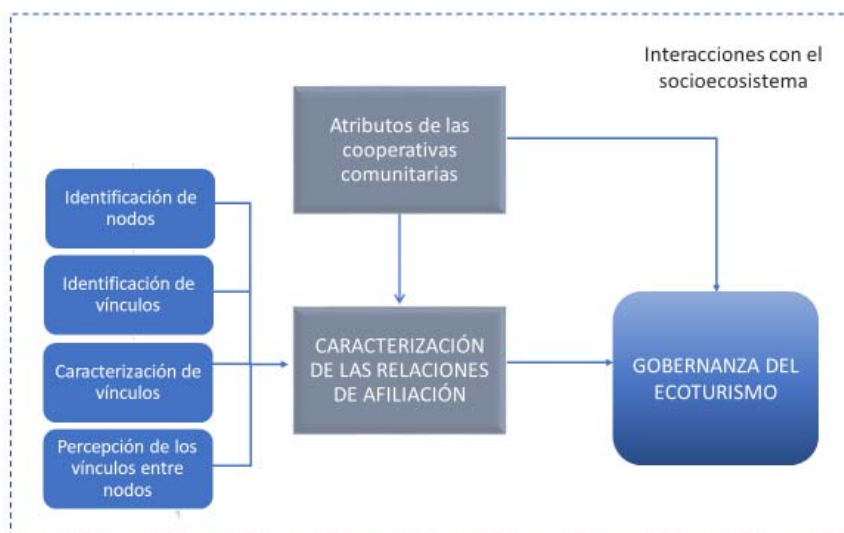 Interacciones con el
socioecosistema
Atributos de las
cooperativas
comunitarias
Identificación de
nodos
Identificación de
vínculos
Caracterización de
vínculos
Percepción de los
vínculos entre
nodos
CARACTERIZACIÓN
DE LAS RELACIONES
DE AFILIACIÓN
GOBERNANZA DEL
ECOTURISMO